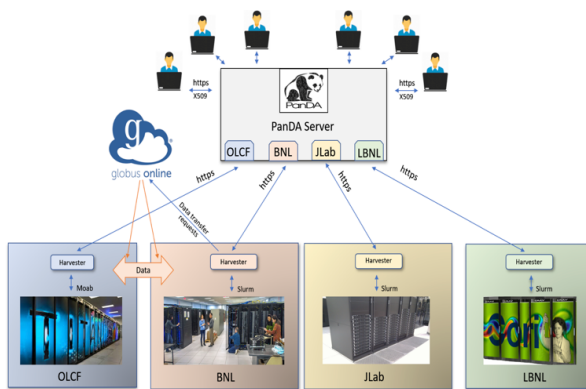 https
X509
https
X509
PanDA
PanDA Server
OLCF
BNL
JLab
LBNL
g
globus online
https
https
https
https
Data transfer
requests
Harvester
Harvester
Harvester
Harvester
Data
Moab
Slurm
Slurm
Slurm
Cori
OLCF
BNL
JLab
LBNL